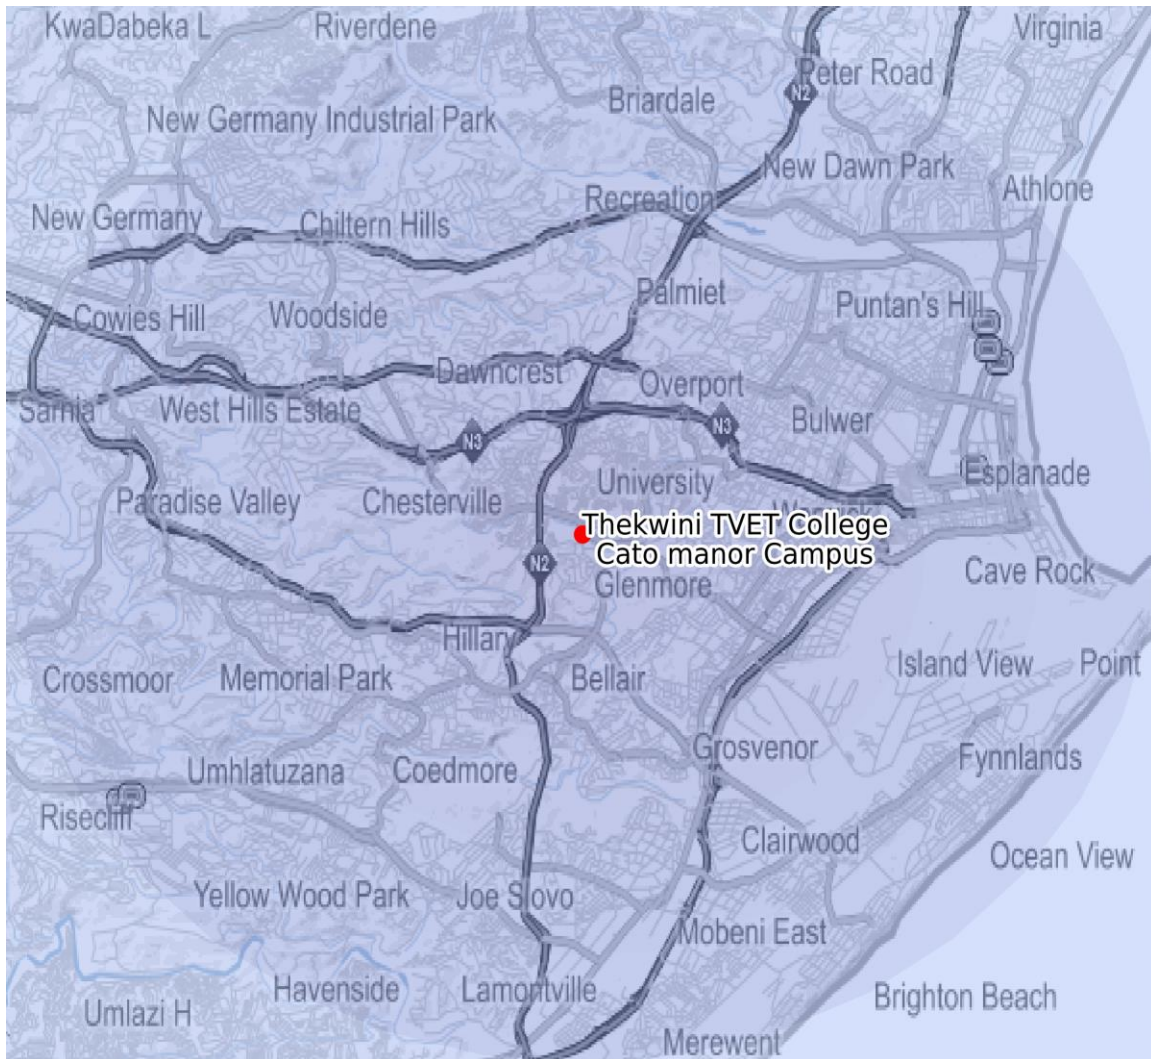 KwaDabeka L
Riverdene
Virginia
Peter Road
N2
Briardale
New Germany Industrial Park
New Dawn Park
Athlone
Recreation
New Germany
Chiltern Hills
Palmiet
Puntan's Hill
Cowies Hill
Woodside
Dawncrest
Overport
Sarnia
West Hills Estate
Bulwer
N3
N3
University
Esplanade
Paradise Valley
Chesterville
Thekwini TVET College
Cato manor Campus
N2
Glenmore
Cave Rock
Hillary
Crossmoor
Memorial Park
Bellair
Island View
Point
Grosvenor
Fynnlands
Umhlatuzana
Coedmore
Risecliff
Clairwood
Ocean View
Yellow Wood Park
Joe Slovo
Mobeni East
Havenside
Lamontville
Brighton Beach
Umlazi H
Merewent